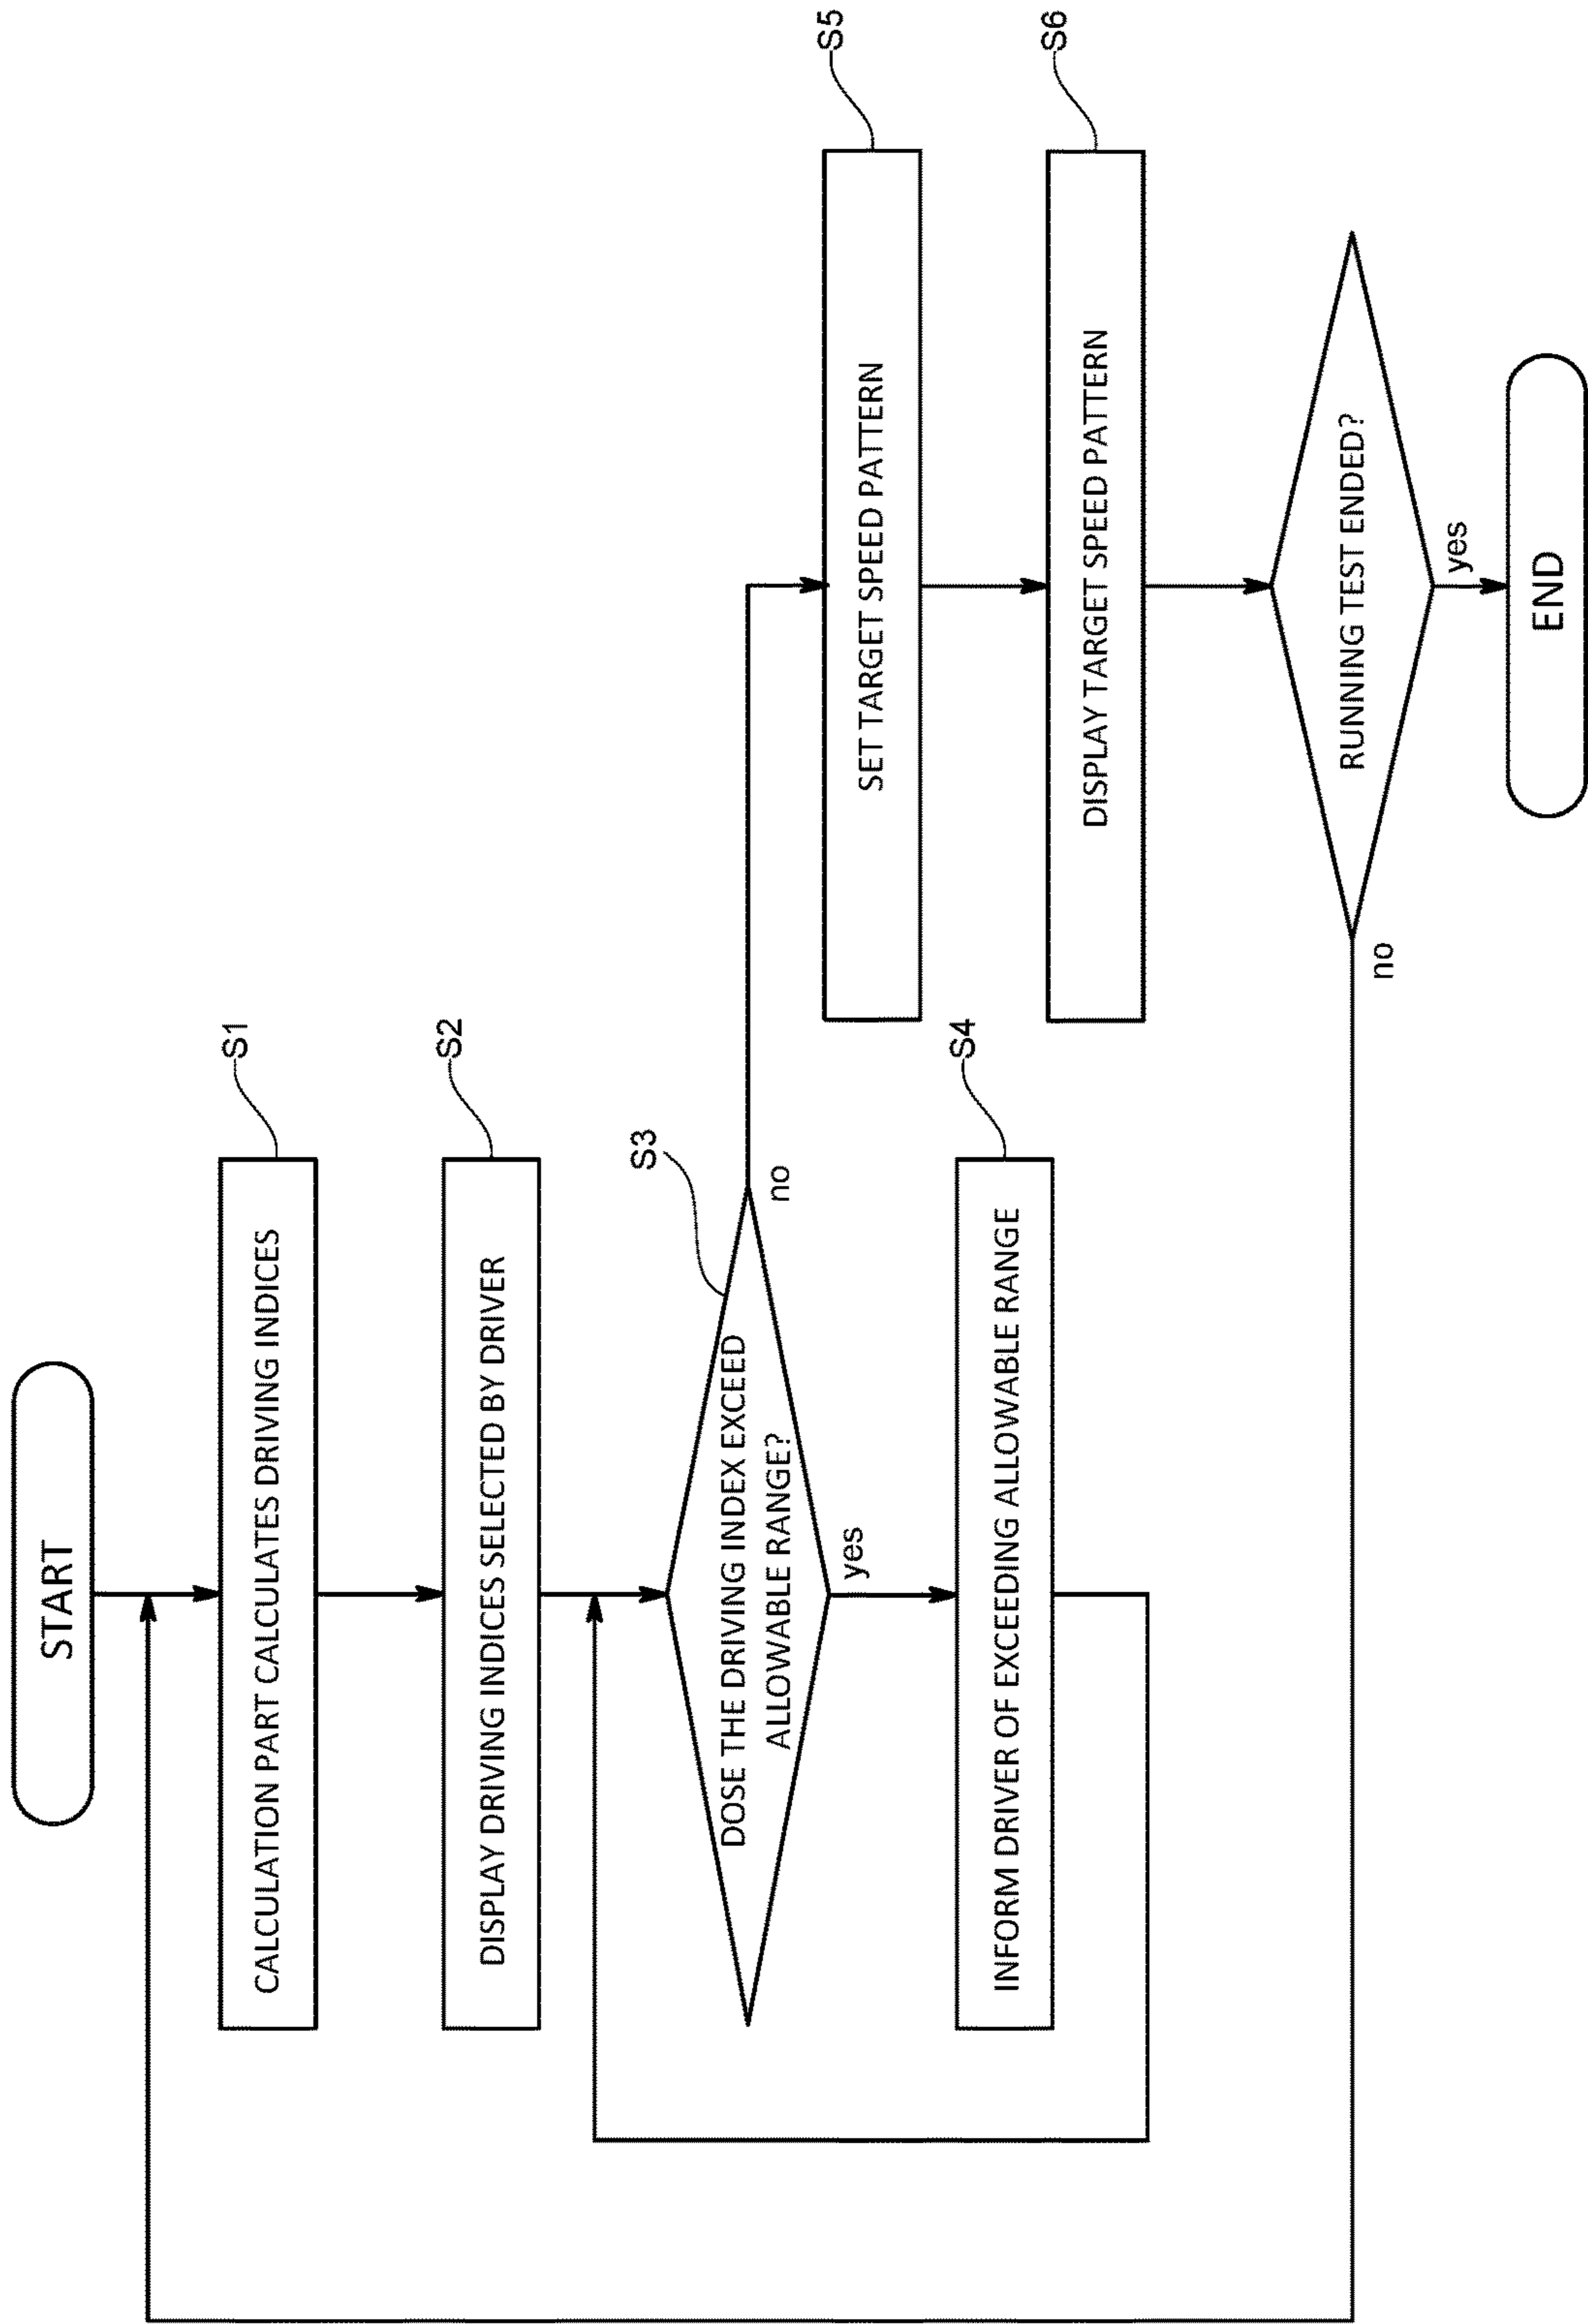 START
CALCULATION PART CALCULATES DRIVING INDICES
S1
DISPLAY DRIVING INDICES SELECTED BY DRIVER
S2
DOSE THE DRIVING INDEX EXCEED
ALLOWABLE RANGE?
S3
no
yes
INFORM DRIVER OF EXCEEDING ALLOWABLE RANGE
S4
SET TARGET SPEED PATTERN
S5
DISPLAY TARGET SPEED PATTERN
S6
RUNNING TEST ENDED?
no
yes
END